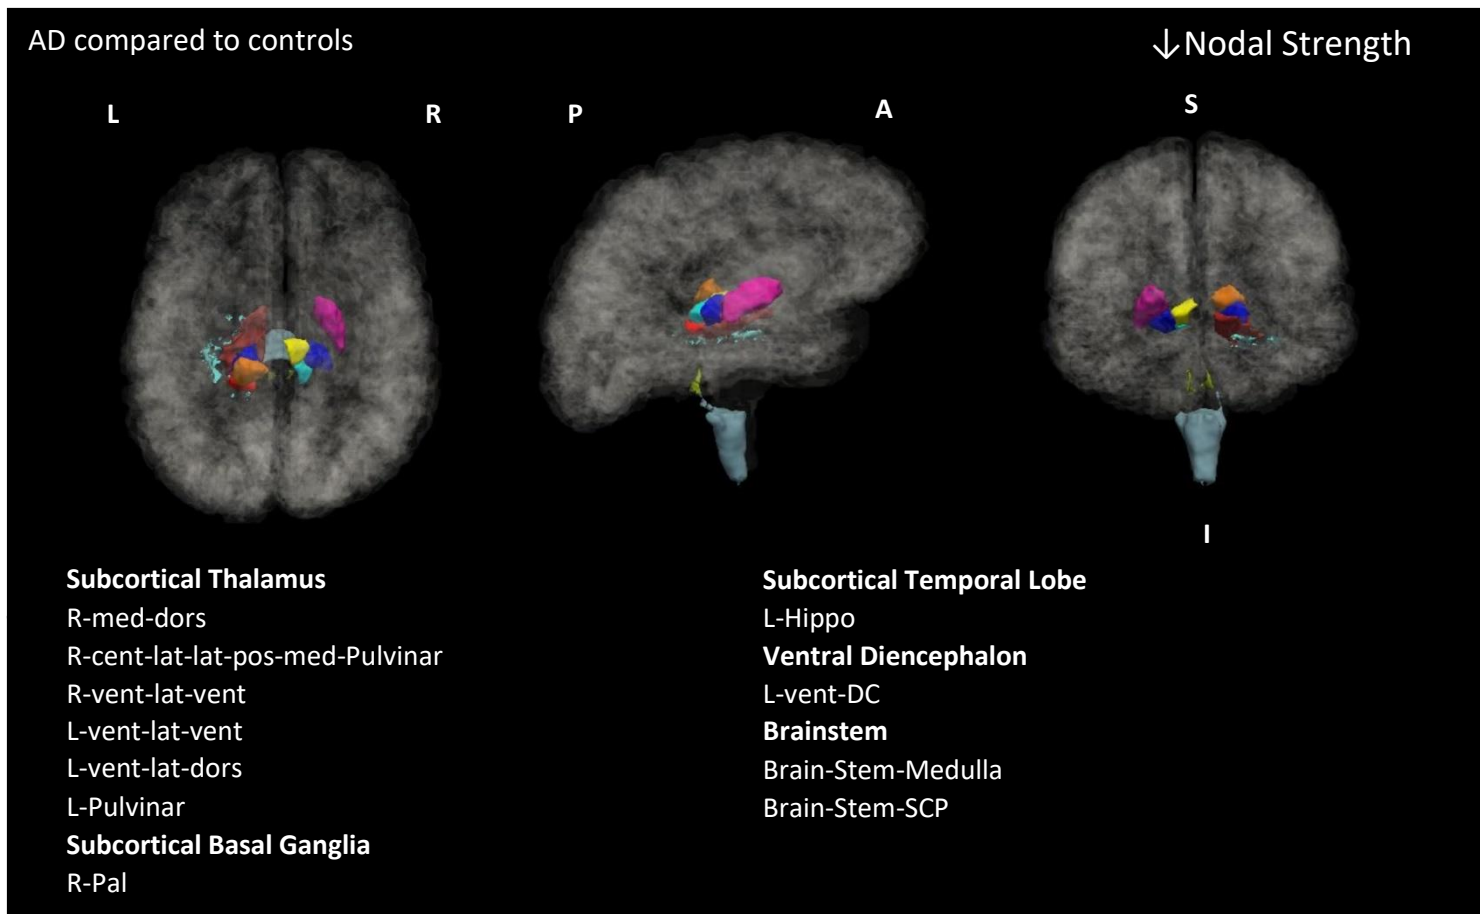 AD compared to controls
↓Nodal Strength
L
R
P
A
S
I
Subcortical Thalamus
R-med-dors
R-cent-lat-lat-pos-med-Pulvinar
R-vent-lat-vent
L-vent-lat-vent
L-vent-lat-dors
L-Pulvinar
Subcortical Basal Ganglia
R-Pal
Subcortical Temporal Lobe
L-Hippo
Ventral Diencephalon
L-vent-DC
Brainstem
Brain-Stem-Medulla
Brain-Stem-SCP